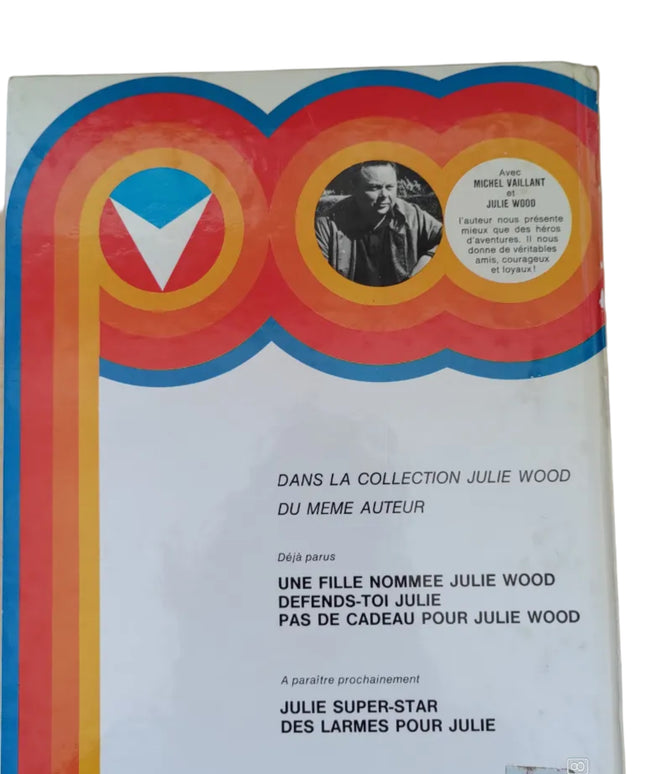 Avec
MICHEL VAILLANT
et
JULIE WOOD
l'auteur nous présente
mieux que des héros
d'aventures. Il nous
donne de véritables
amis, courageux
et loyaux!
DANS LA COLLECTION JULIE WOOD
DU MEME AUTEUR
Déjà parus
UNE FILLE NOMMEE JULIE WOOD
DEFENDS-TOI JULIE
PAS DE CADEAU POUR JULIE WOOD
A paraître prochainement
JULIE SUPER-STAR
DES LARMES POUR JULIE